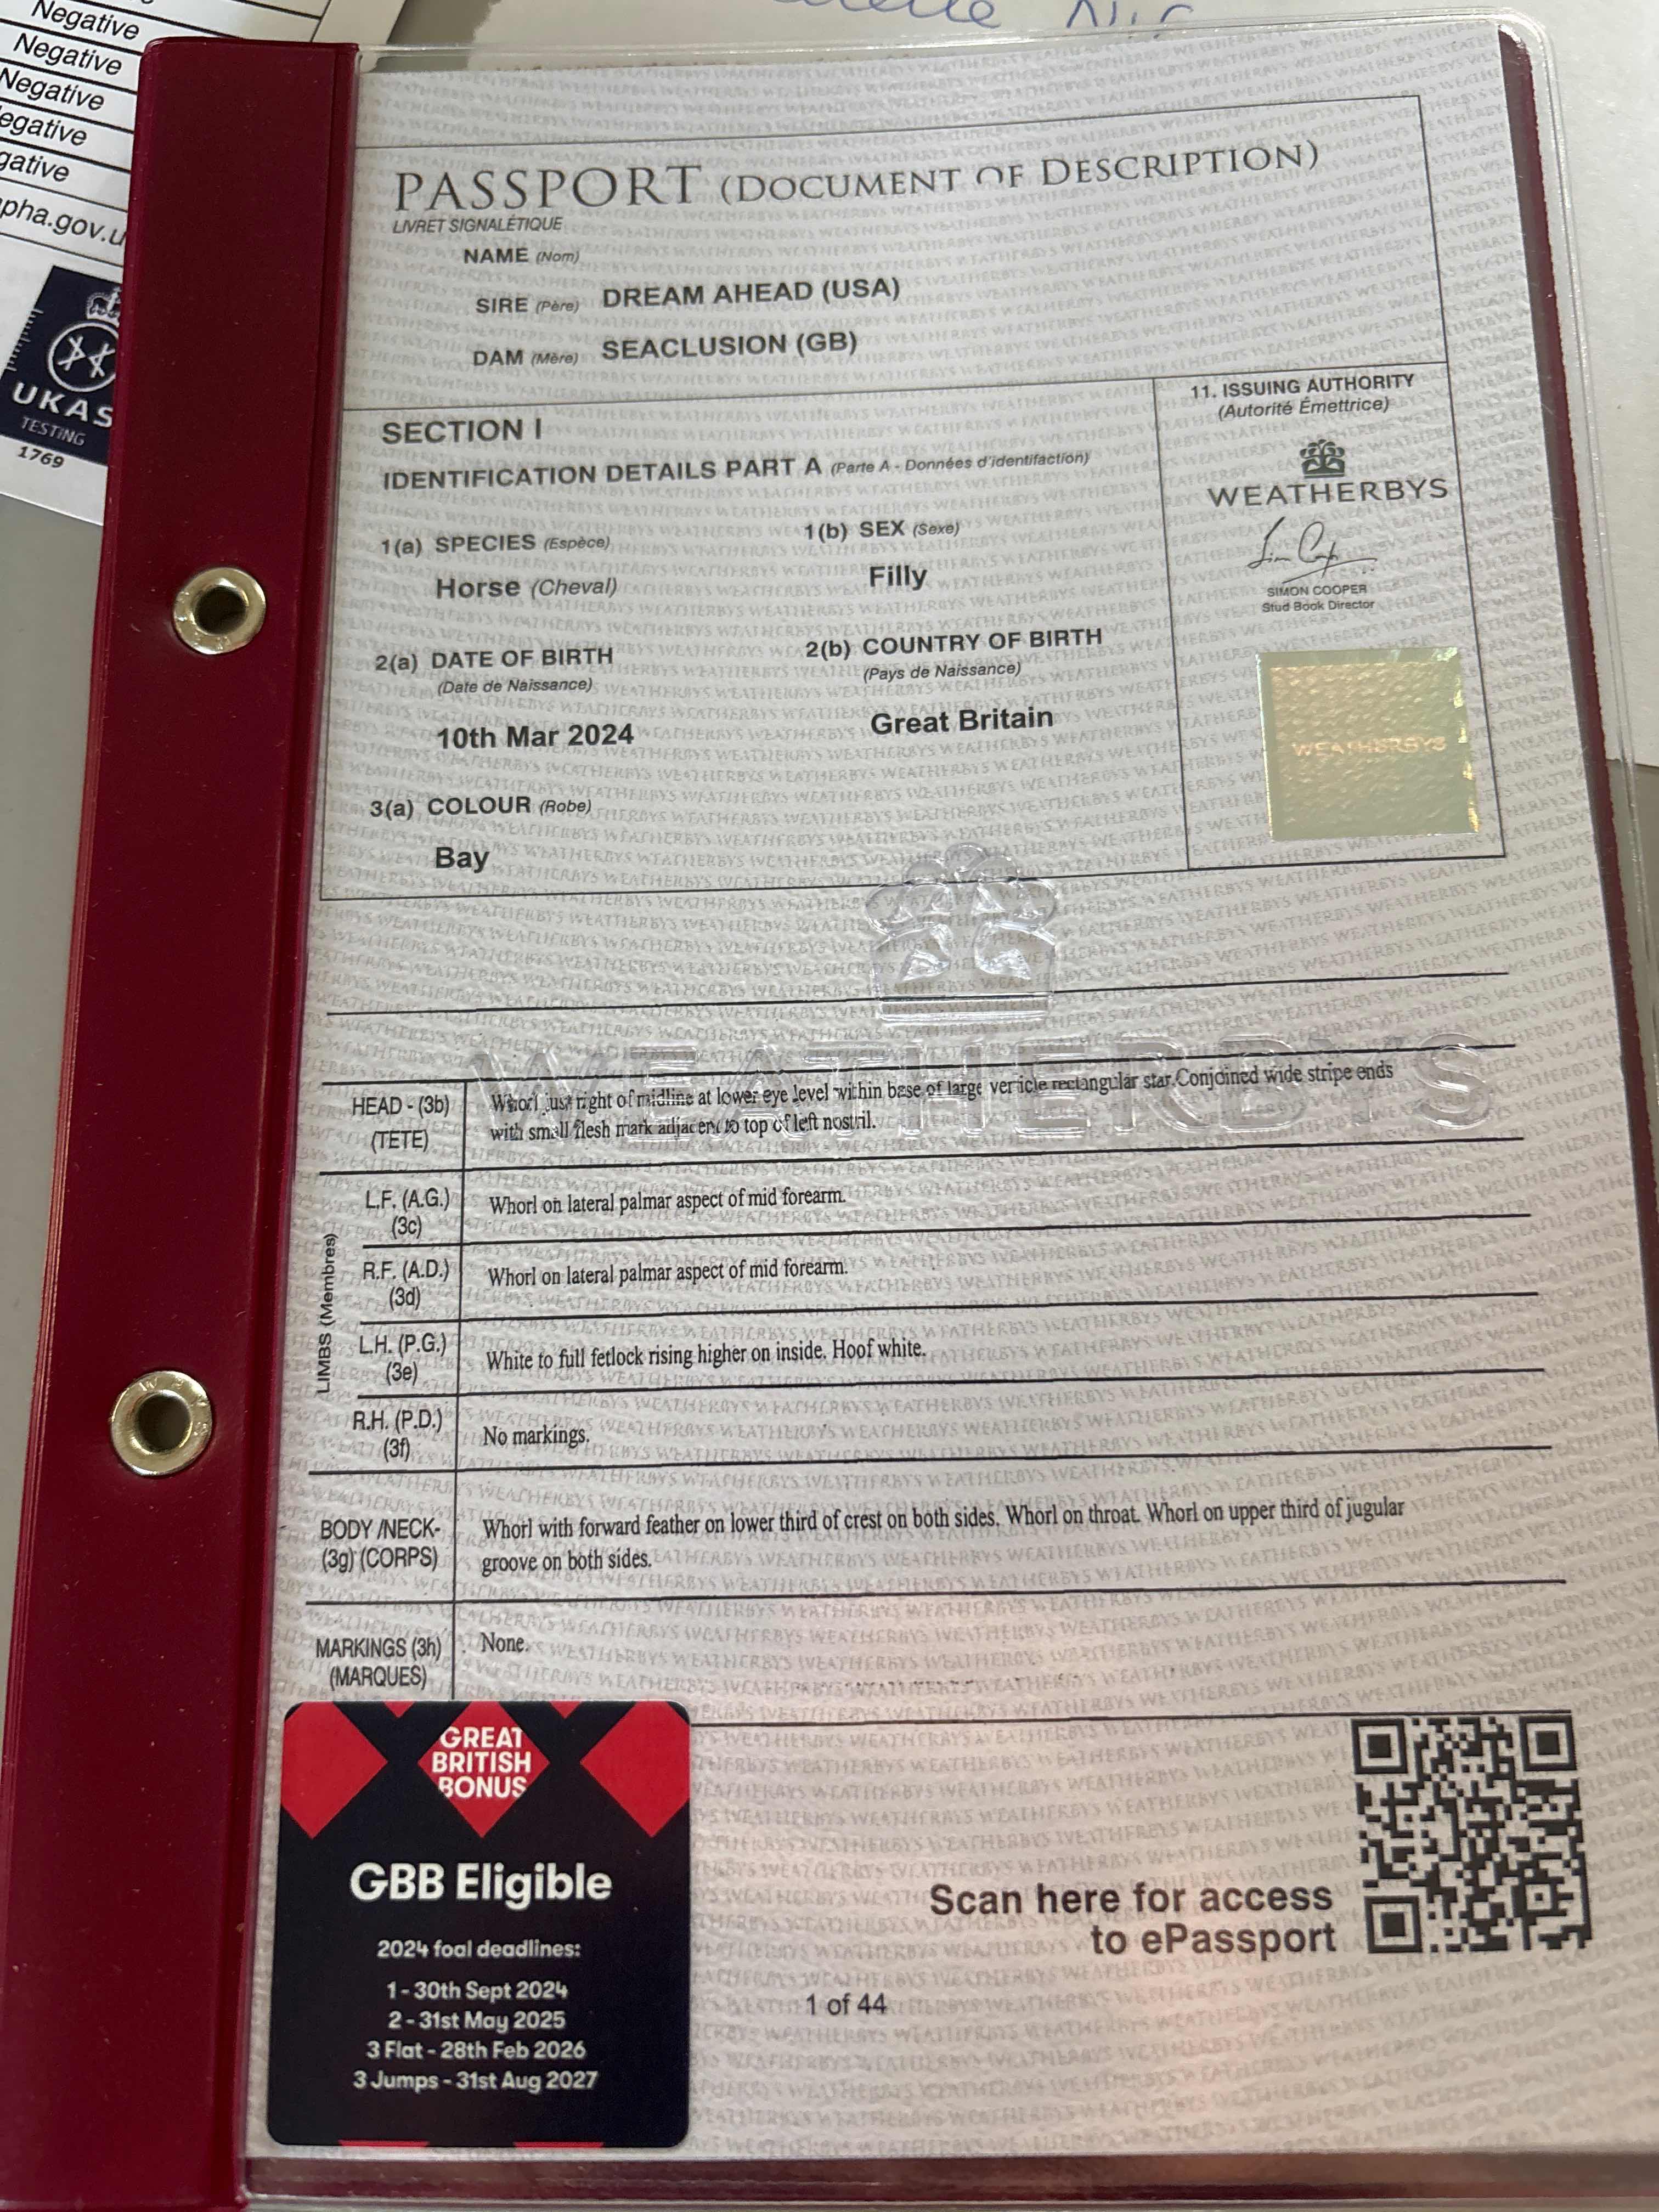 Negative
Negative
Negative
egative
gative
pha.gov.u
UKAS
TESTING
1769
PASSPORT (DOCUMENT OF DESCRIPTION)
LIVRET SIGNALÉTIQUE
NAME (Nom)
SIRE (Père) DREAM AHEAD (USA)
DAM (Mère) SEACLUSION (GB)
SECTION I
IDENTIFICATION DETAILS PART A (Parte A - Données d'identifaction)
11. ISSUING AUTHORITY
(Autorité Émettrice)
WEATHERBYS
SIMON COOPER
Stud Book Director
WEATHERBYS
1(a) SPECIES (Espèce)
Horse (Cheval)
1(b) SEX (Sexe)
Filly
2(a) DATE OF BIRTH
(Date de Naissance)
10th Mar 2024
2(b) COUNTRY OF BIRTH
(Pays de Naissance)
Great Britain
3(a) COLOUR (Robe)
Bay
WEATHERBYS
HEAD - (3b)
(TETE)
Whorl just right of midline at lower eye level within base of large verticle rectangular star.Conjoined wide stripe ends
with small flesh mark adjacent to top of left nostril.
LIMBS (Membres)
L.F. (A.G.)
(3c)
Whorl on lateral palmar aspect of mid forearm.
R.F. (A.D.)
(3d)
Whorl on lateral palmar aspect of mid forearm.
L.H. (P.G.)
(3e)
White to full fetlock rising higher on inside. Hoof white.
R.H. (P.D.)
(3f)
No markings.
BODY /NECK-
(3g) (CORPS)
Whorl with forward feather on lower third of crest on both sides. Whorl on throat. Whorl on upper third of jugular
groove on both sides.
MARKINGS (3h)
(MARQUES)
None.
GREAT
BRITISH
BONUS
GBB Eligible
2024 foal deadlines:
1 - 30th Sept 2024
2 - 31st May 2025
3 Flat - 28th Feb 2026
3 Jumps - 31st Aug 2027
Scan here for access
to ePassport
1 of 44